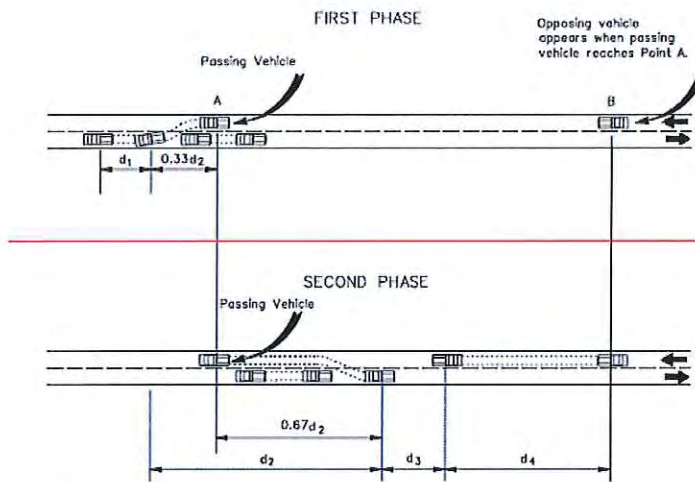 FIRST PHASE
Opposing vehicle
appears when passing
vehicle reaches Point A.
Passing Vehicle
A
B
d₁
0.33d₂
SECOND PHASE
Passing Vehicle
0.67d₂
d₂
d₃
d₄